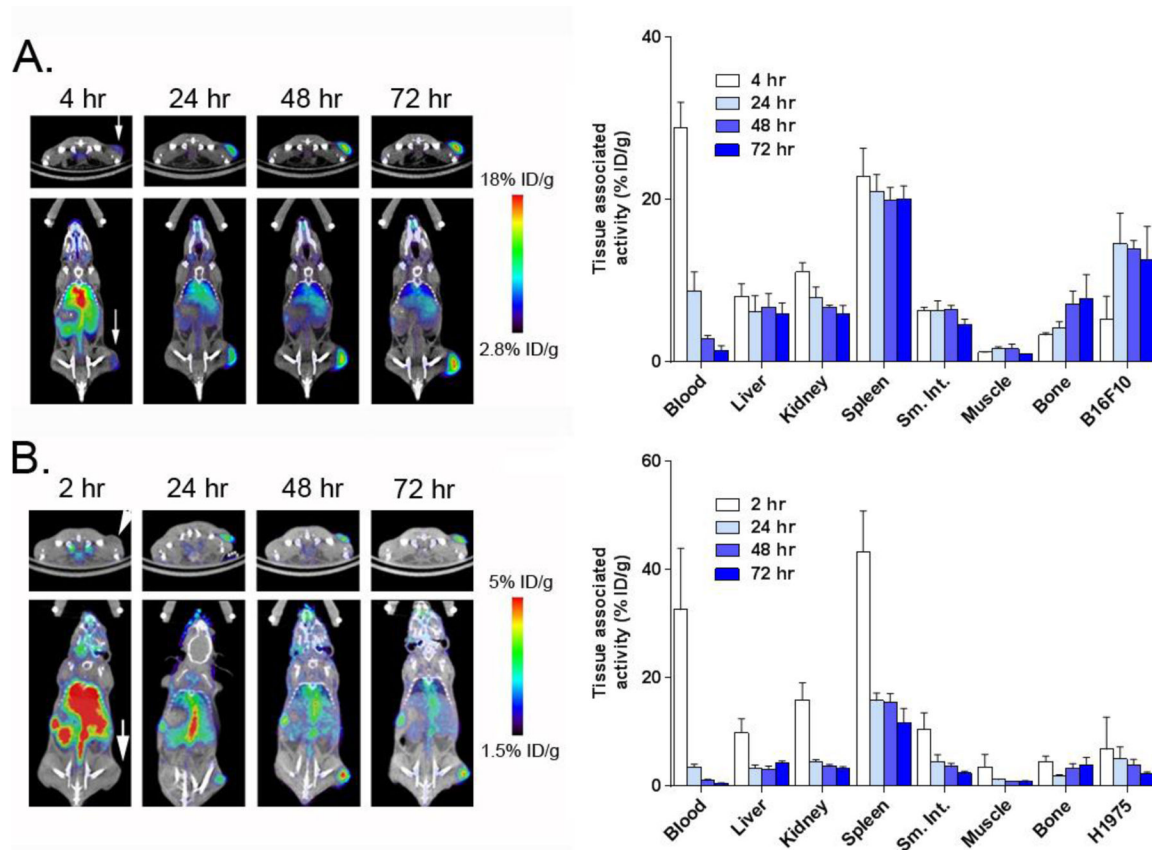 A.
4 hr 24 hr 48 hr 72 hr
18% ID/g
2.8% ID/g
Tissue associated
activity (% ID/g)
40
20
0
4 hr
24 hr
48 hr
72 hr
Blood Liver Kidney Spleen Sm. Int. Muscle Bone B16F10
B.
2 hr 24 hr 48 hr 72 hr
5% ID/g
1.5% ID/g
Tissue associated
activity (% ID/g)
60
40
20
0
2 hr
24 hr
48 hr
72 hr
Blood Liver Kidney Spleen Sm. Int. Muscle Bone H1975